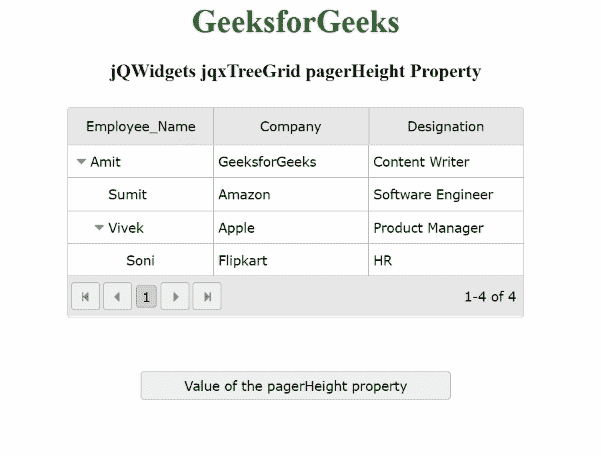 GeeksforGeeks
jQWidgets jqxTreeGrid pagerHeight Property
Employee_Name Company Designation
Amit GeeksforGeeks Content Writer
Sumit Amazon Software Engineer
Vivek Apple Product Manager
Soni Flipkart HR
1 1-4 of 4
Value of the pagerHeight property